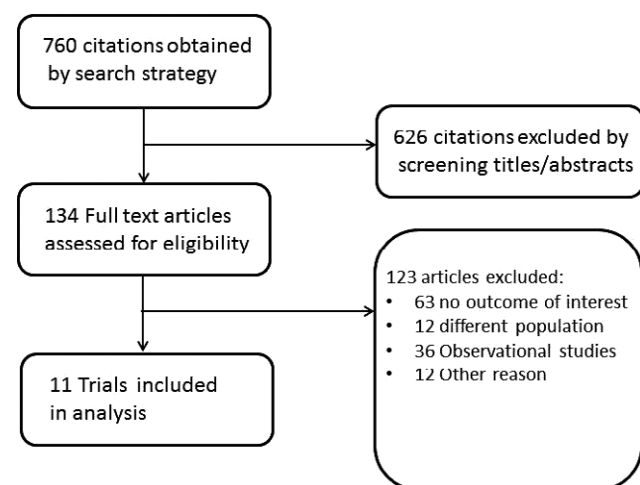 760 citations obtained
by search strategy
626 citations excluded by
screening titles/abstracts
134 Full text articles
assessed for eligibility
123 articles excluded:
• 63 no outcome of interest
• 12 different population
• 36 Observational studies
• 12 Other reason
11 Trials included
in analysis